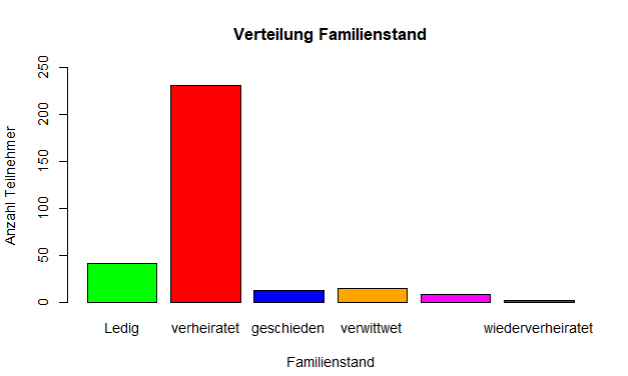 Verteilung Familienstand
250
200
150
100
50
0
Anzahl Teilnehmer
Ledig verheiratet geschieden verwittwet wiederverheiratet
Familienstand